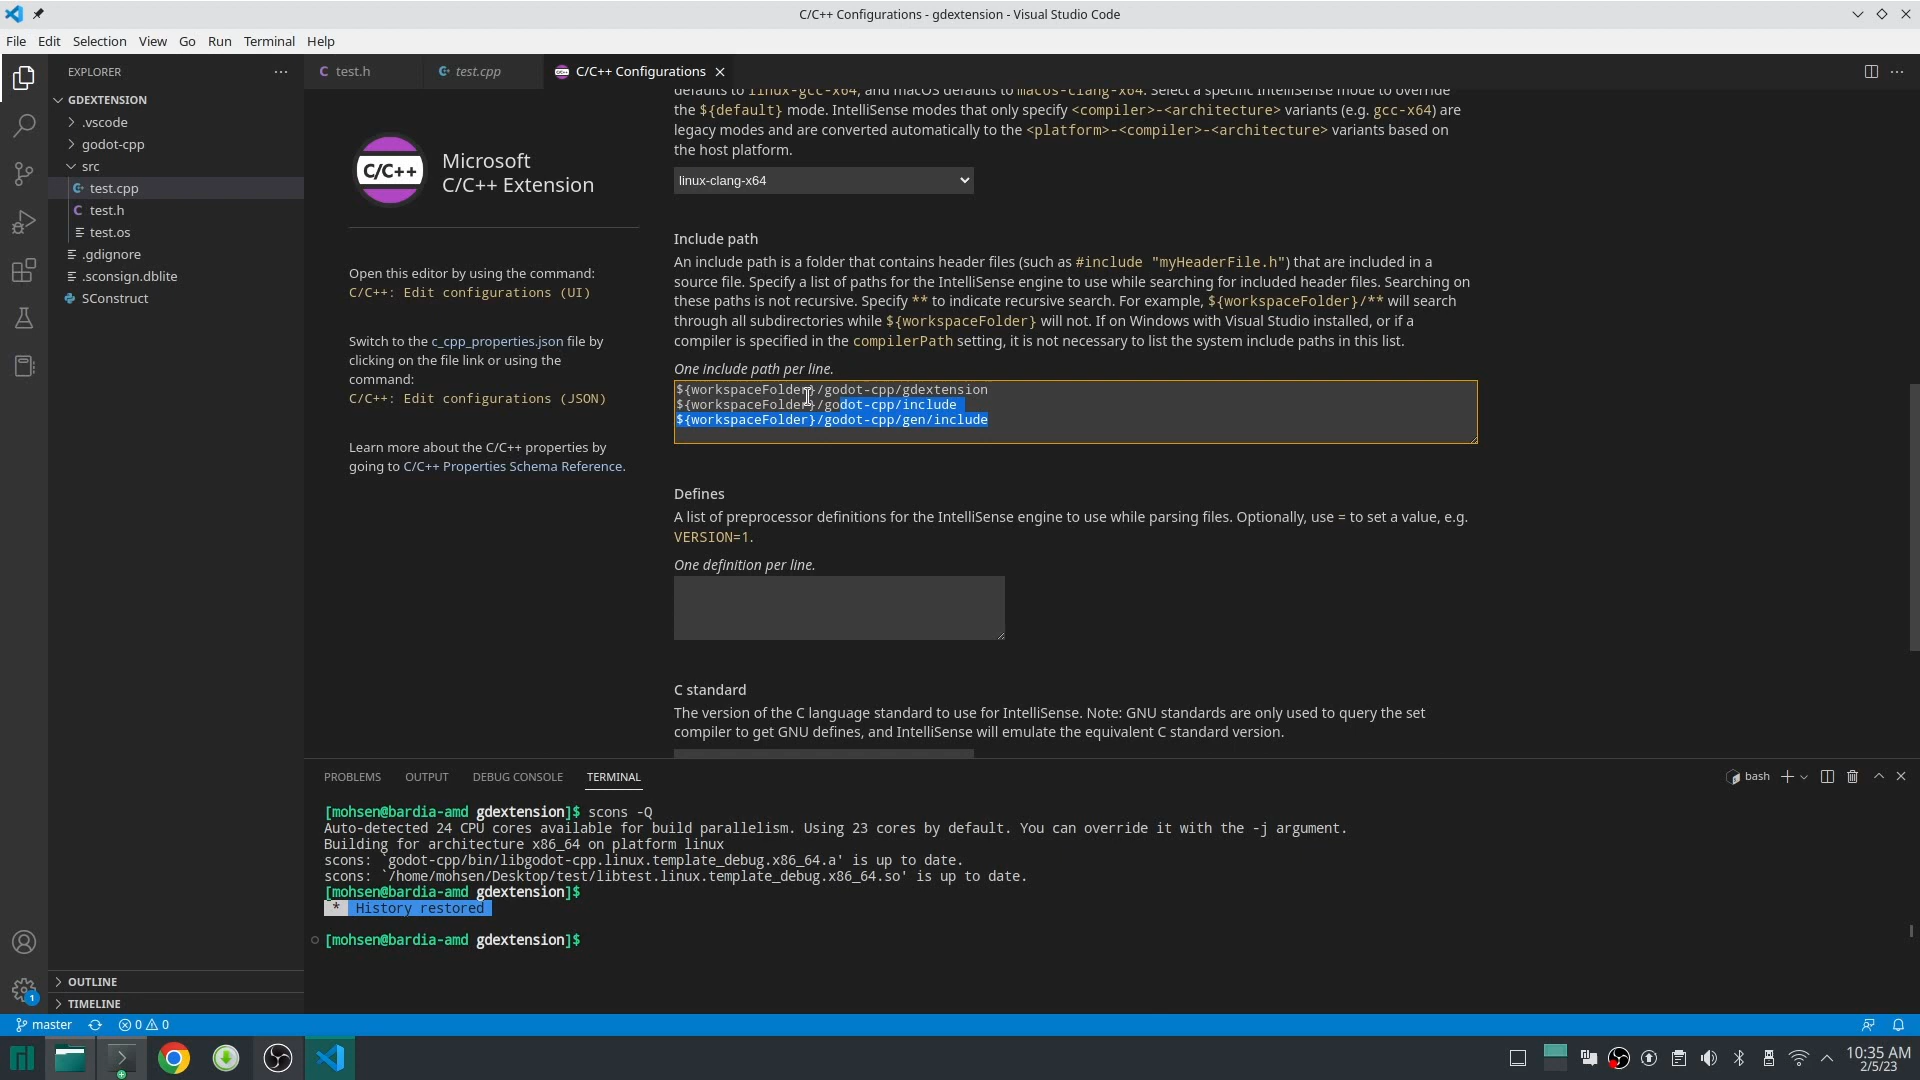 C/C++ Configurations - gdextension - Visual Studio Code
File Edit Selection View Go Run Terminal Help
EXPLORER
GDEXTENSION
.vscode
godot-cpp
src
test.cpp
test.h
test.os
.gdignore
.sconsign.dblite
SConstruct
OUTLINE
TIMELINE
test.h test.cpp C/C++ Configurations
C/C++
Microsoft
C/C++ Extension
Open this editor by using the command:
C/C++: Edit configurations (UI)
Switch to the c_cpp_properties.json file by
clicking on the file link or using the
command:
C/C++: Edit configurations (JSON)
Learn more about the C/C++ properties by
going to C/C++ Properties Schema Reference.
defaults to linux-gcc-x64, and macOS defaults to macos-clang-x64. Select a specific IntelliSense mode to override
the ${default} mode. IntelliSense modes that only specify <compiler>-<architecture> variants (e.g. gcc-x64) are
legacy modes and are converted automatically to the <platform>-<compiler>-<architecture> variants based on
the host platform.
linux-clang-x64
Include path
An include path is a folder that contains header files (such as #include "myHeaderFile.h") that are included in a
source file. Specify a list of paths for the IntelliSense engine to use while searching for included header files. Searching on
these paths is not recursive. Specify ** to indicate recursive search. For example, ${workspaceFolder}/** will search
through all subdirectories while ${workspaceFolder} will not. If on Windows with Visual Studio installed, or if a
compiler is specified in the compilerPath setting, it is not necessary to list the system include paths in this list.
One include path per line.
${workspaceFolder}/godot-cpp/gdextension
${workspaceFolder}/godot-cpp/include
${workspaceFolder}/godot-cpp/gen/include
Defines
A list of preprocessor definitions for the IntelliSense engine to use while parsing files. Optionally, use = to set a value, e.g.
VERSION=1.
One definition per line.
C standard
The version of the C language standard to use for IntelliSense. Note: GNU standards are only used to query the set
compiler to get GNU defines, and IntelliSense will emulate the equivalent C standard version.
PROBLEMS OUTPUT DEBUG CONSOLE TERMINAL
bash
[mohsen@bardia-amd gdextension]$ scons -Q
Auto-detected 24 CPU cores available for build parallelism. Using 23 cores by default. You can override it with the -j argument.
Building for architecture x86_64 on platform linux
scons: `godot-cpp/bin/libgodot-cpp.linux.template_debug.x86_64.a' is up to date.
scons: `/home/mohsen/Desktop/test/libtest.linux.template_debug.x86_64.so' is up to date.
[mohsen@bardia-amd gdextension]$
* History restored
[mohsen@bardia-amd gdextension]$
1
master 0 0
10:35 AM
2/5/23